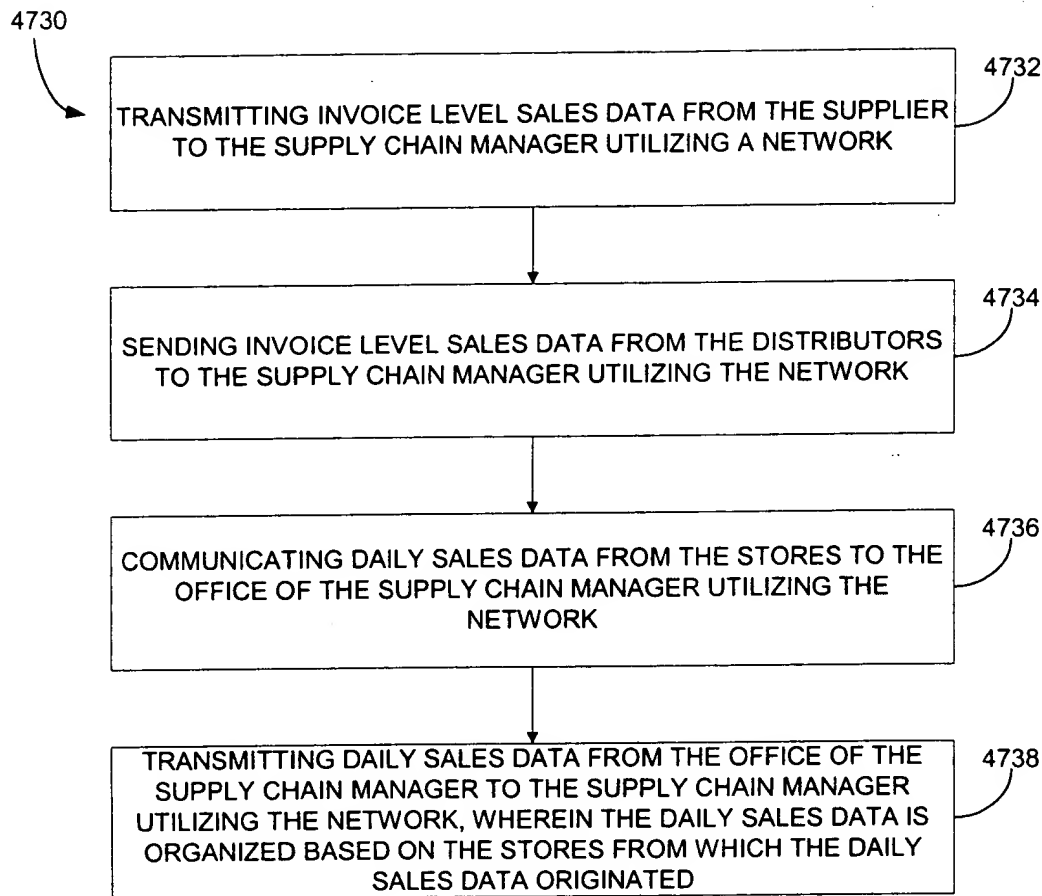 4730
4732
TRANSMITTING INVOICE LEVEL SALES DATA FROM THE SUPPLIER
TO THE SUPPLY CHAIN MANAGER UTILIZING A NETWORK
4734
SENDING INVOICE LEVEL SALES DATA FROM THE DISTRIBUTORS
TO THE SUPPLY CHAIN MANAGER UTILIZING THE NETWORK
4736
COMMUNICATING DAILY SALES DATA FROM THE STORES TO THE
OFFICE OF THE SUPPLY CHAIN MANAGER UTILIZING THE
NETWORK
4738
TRANSMITTING DAILY SALES DATA FROM THE OFFICE OF THE
SUPPLY CHAIN MANAGER TO THE SUPPLY CHAIN MANAGER
UTILIZING THE NETWORK, WHEREIN THE DAILY SALES DATA IS
ORGANIZED BASED ON THE STORES FROM WHICH THE DAILY
SALES DATA ORIGINATED